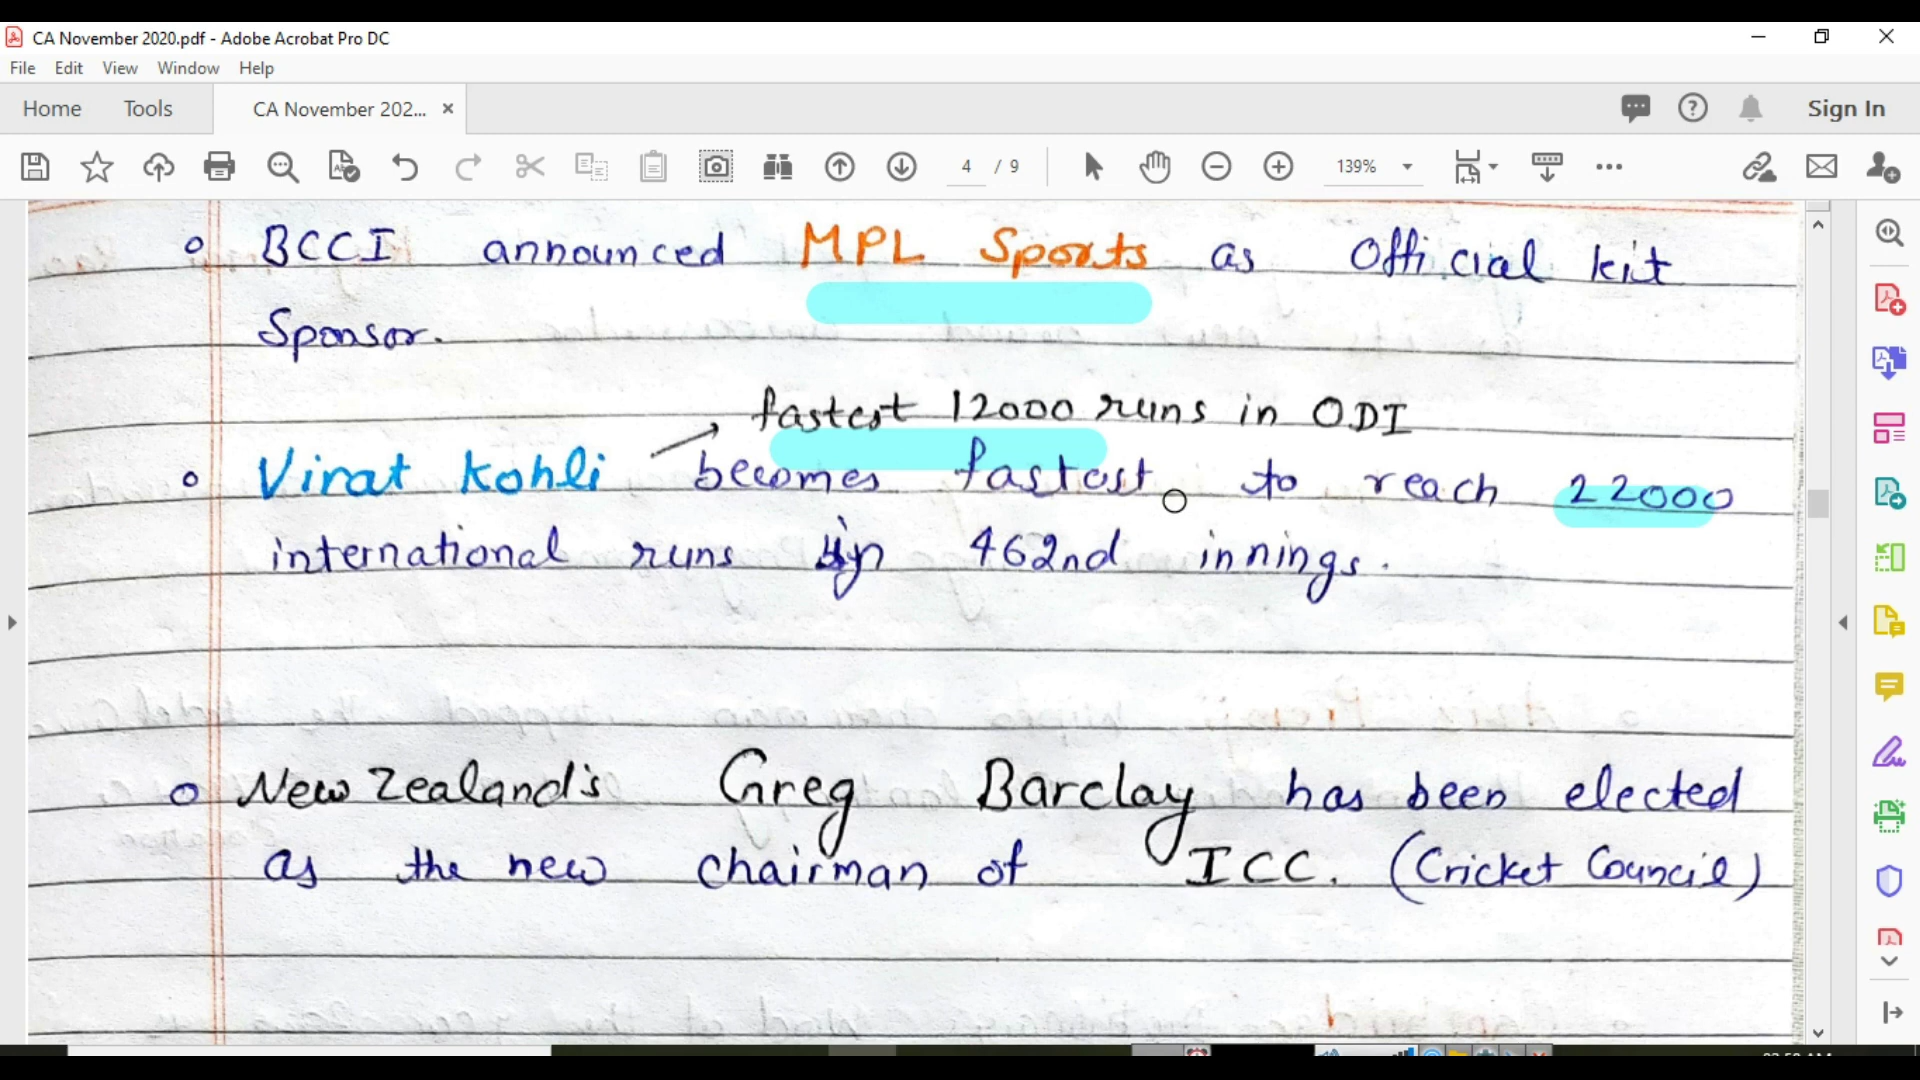 CA November 2020.pdf - Adobe Acrobat Pro DC
File Edit View Window Help
Home Tools CA November 202... × Sign In
4 / 9 139%
BCCI announced MPL Sports as Official kit
Sponsor.
fastest 12000 runs in ODI
Virat Kohli becomes fastest to reach 22000
international runs in 462nd innings.
New Zealand's Greg Barclay has been elected
as the new chairman of ICC. (Cricket Council)